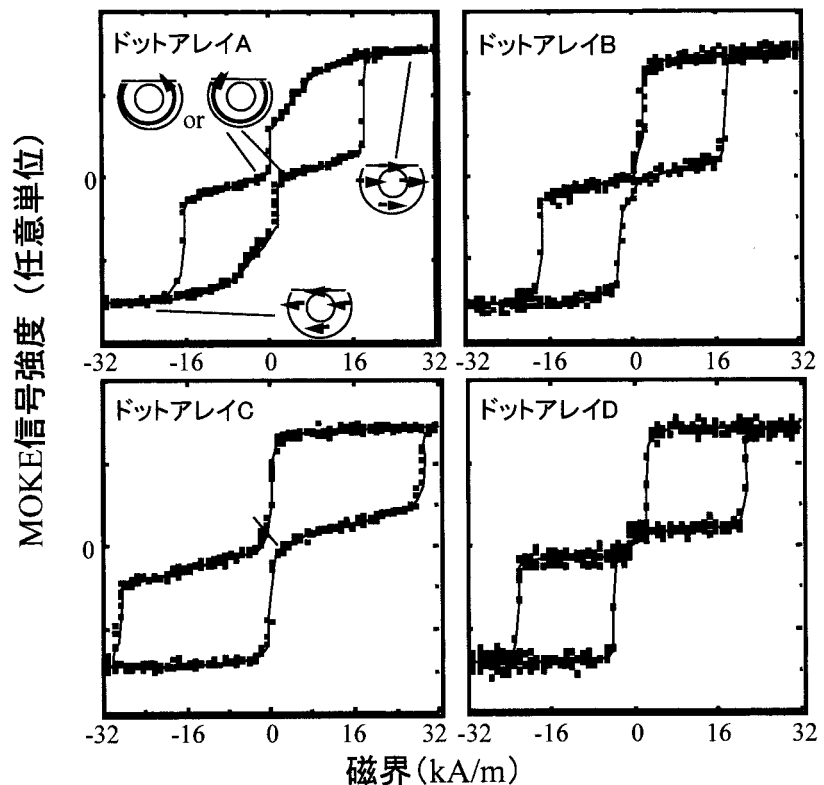 MOKE信号強度（任意単位）
ドットアレイA
or
0
-32 -16 0 16 32
ドットアレイB
-32 -16 0 16 32
ドットアレイC
0
-32 -16 0 16 32
ドットアレイD
-32 -16 0 16 32
磁界(kA/m)